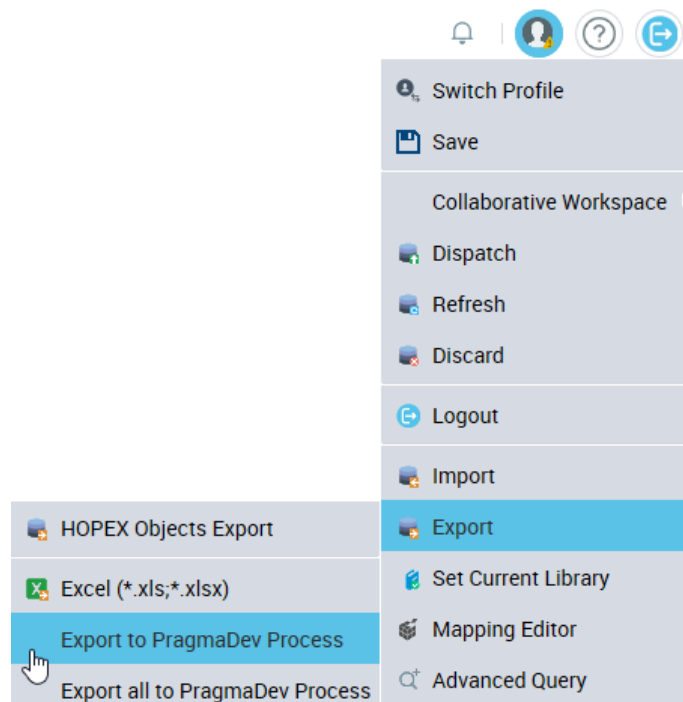 Switch Profile
Save
Collaborative Workspace
Dispatch
Refresh
Discard
Logout
Import
Export
Set Current Library
Mapping Editor
Advanced Query
HOPEX Objects Export
Excel (*.xls;*.xlsx)
Export to PragmaDev Process
Export all to PragmaDev Process